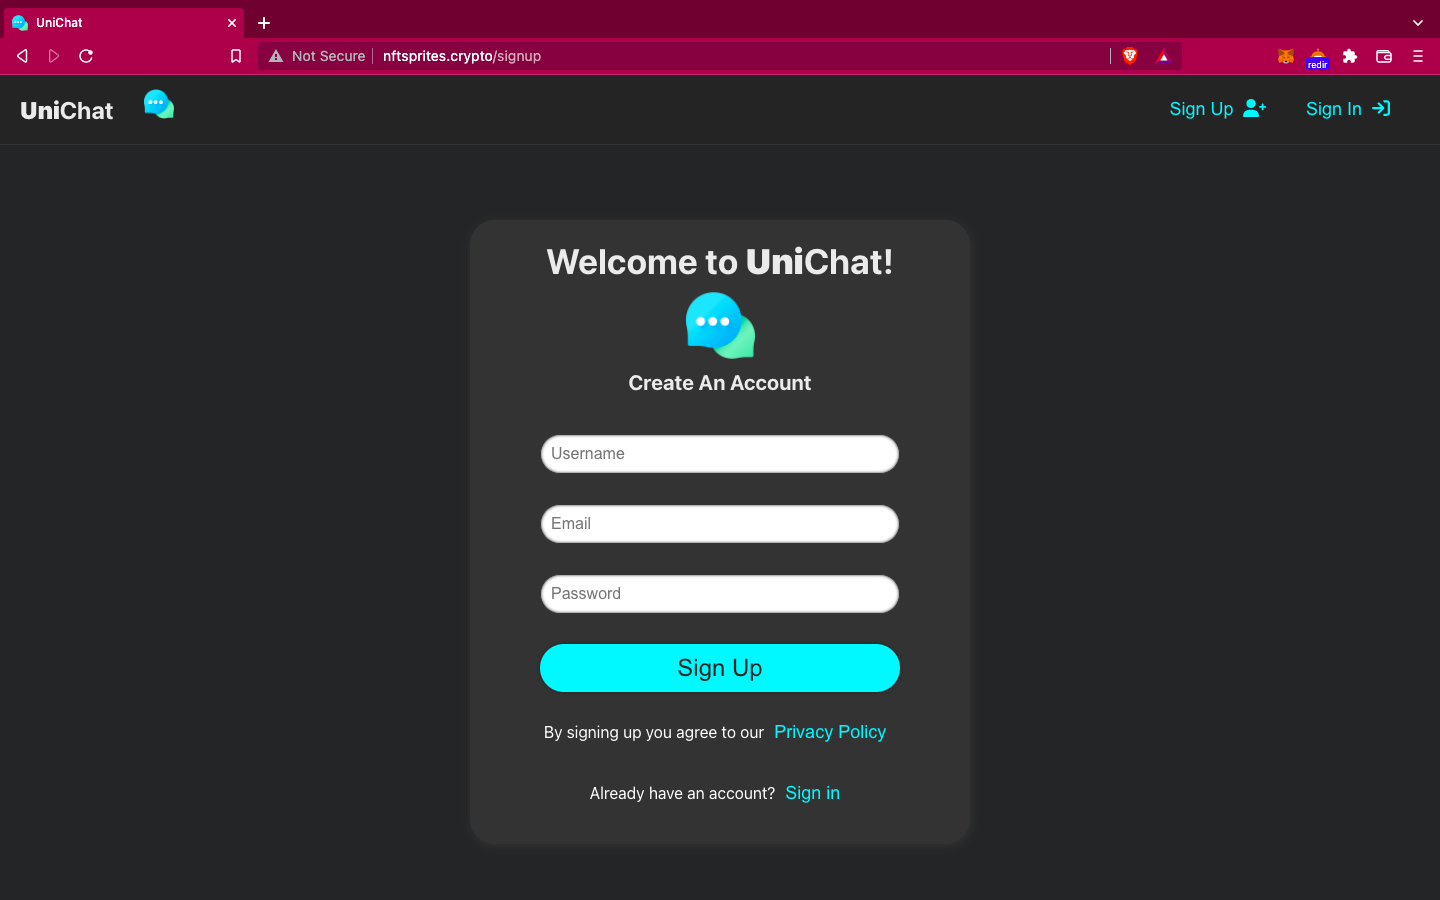 UniChat
Not Secure nftsprites.crypto/signup
redir
UniChat
Sign Up
Sign In
Welcome to UniChat!
Create An Account
Username
Email
Password
Sign Up
By signing up you agree to our Privacy Policy
Already have an account? Sign in